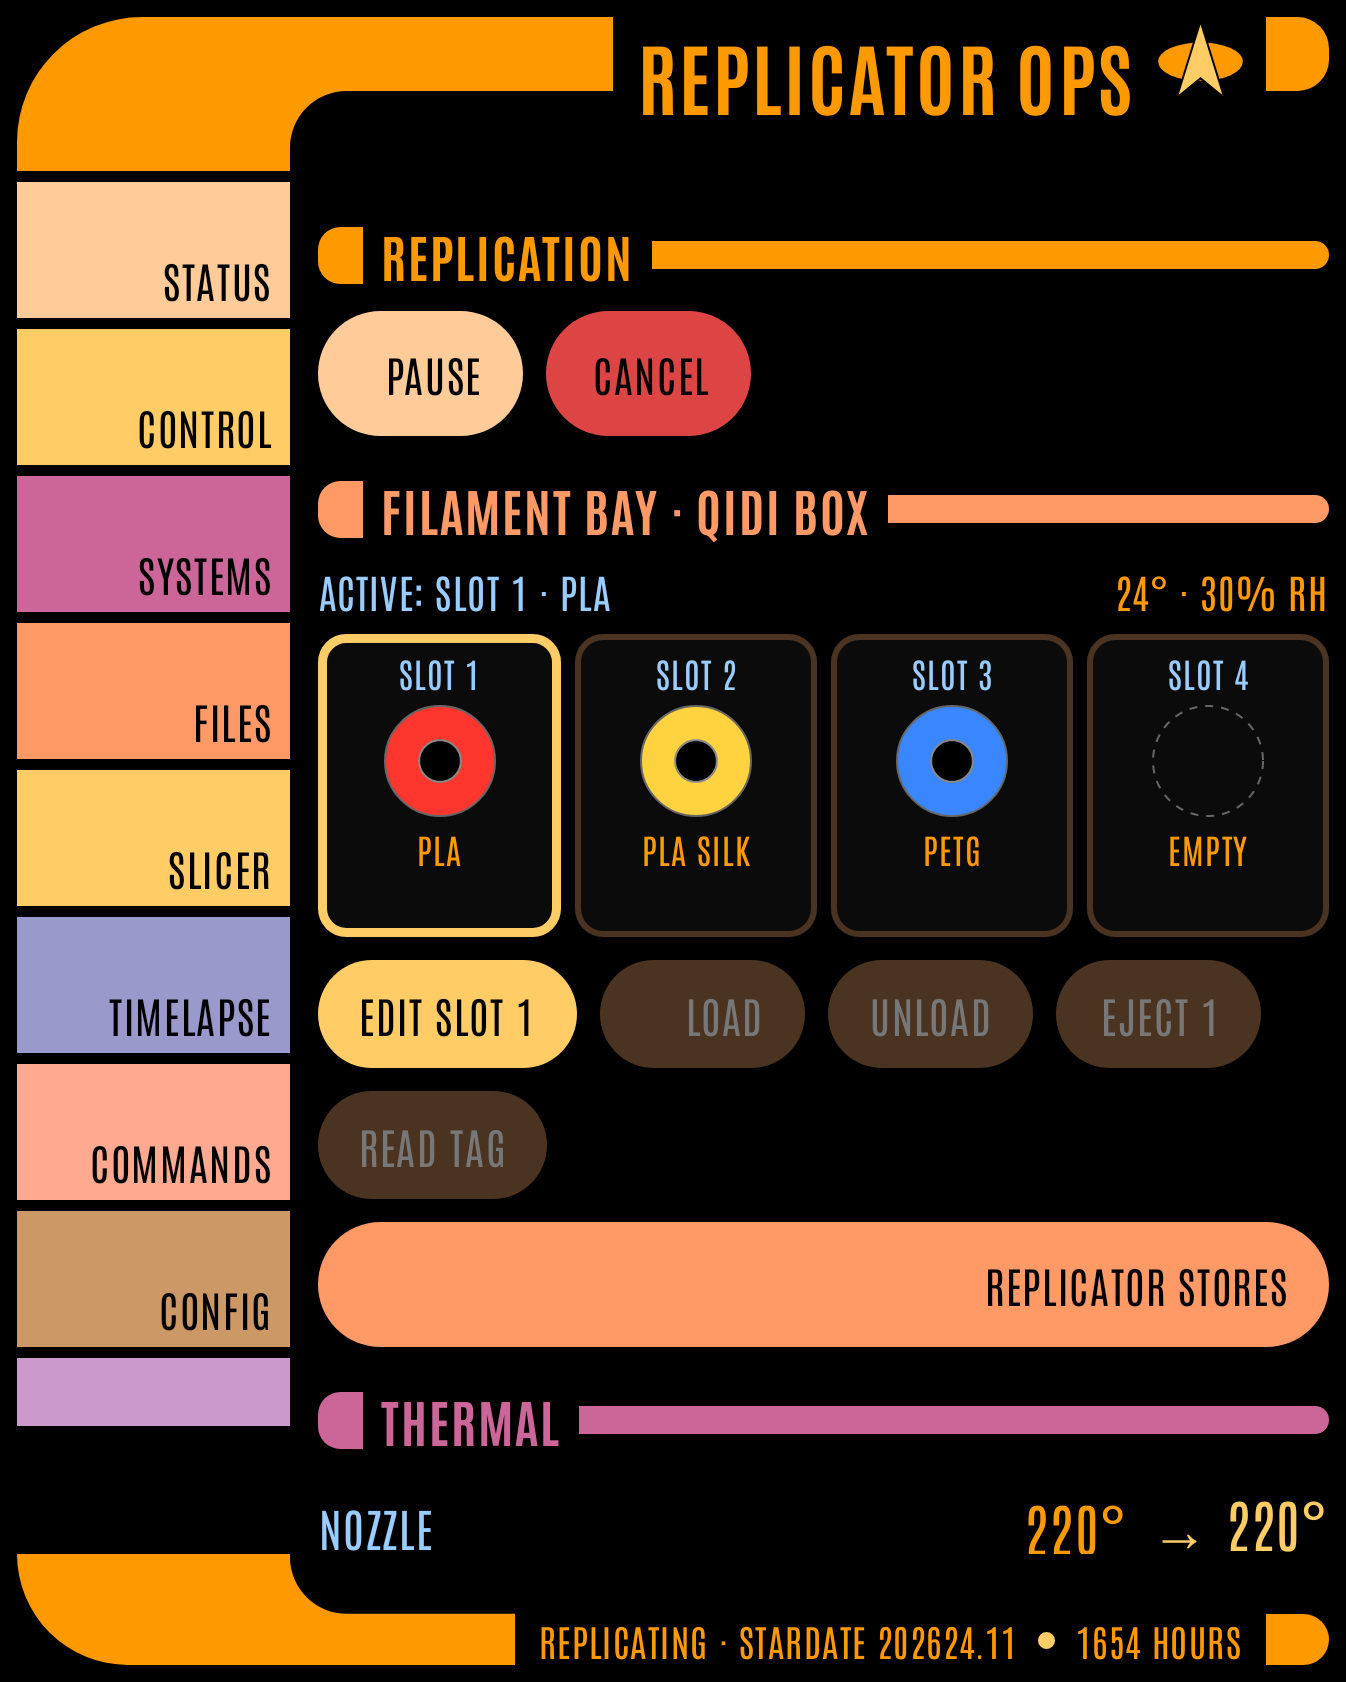 REPLICATOR OPS
STATUS
CONTROL
SYSTEMS
FILES
SLICER
TIMELAPSE
COMMANDS
CONFIG
REPLICATION
PAUSE CANCEL
FILAMENT BAY · QIDI BOX
ACTIVE: SLOT 1 · PLA 24° · 30% RH
SLOT 1 SLOT 2 SLOT 3 SLOT 4
PLA PLA SILK PETG EMPTY
EDIT SLOT 1 LOAD UNLOAD EJECT 1
READ TAG
REPLICATOR STORES
THERMAL
NOZZLE 220° → 220°
REPLICATING · STARDATE 202624.11 • 1654 HOURS